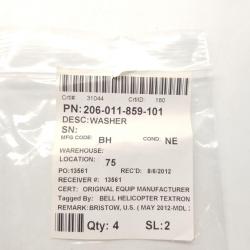 Crtl#: 31044 CrtlID: 180
PN: 206-011-859-101
DESC: WASHER
SN:
MFG CODE: BH COND: NE
WAREHOUSE:
LOCATION: 75
PO: 13561 REC'D: 8/6/2012
RECEIVER #: 13561
CERT: ORIGINAL EQUIP MANUFACTURER
Tagged By: BELL HELICOPTER TEXTRON
REMARK: BRISTOW, U.S. ( MAY 2012-MDL
Qty: 4 SL: 2